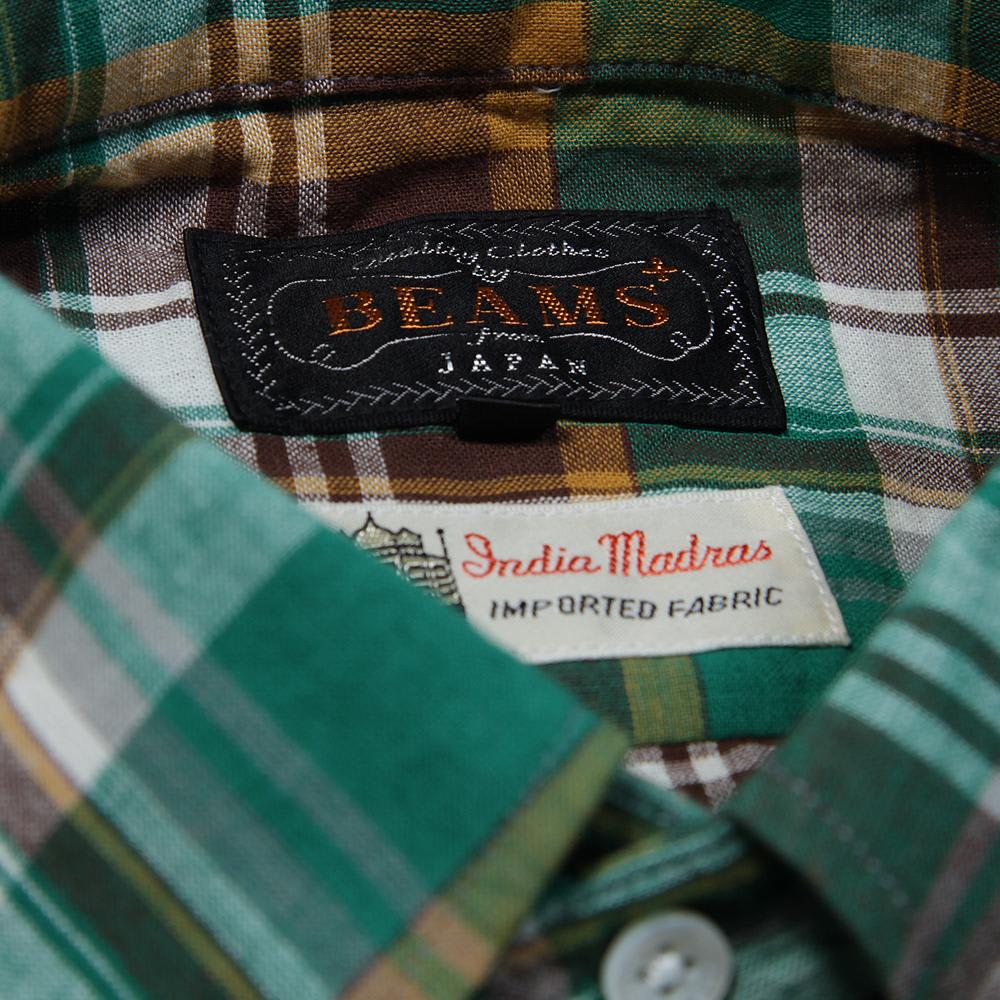 Quality Clothes
by
BEAMS+
from
JAPAN
India Madras
IMPORTED FABRIC